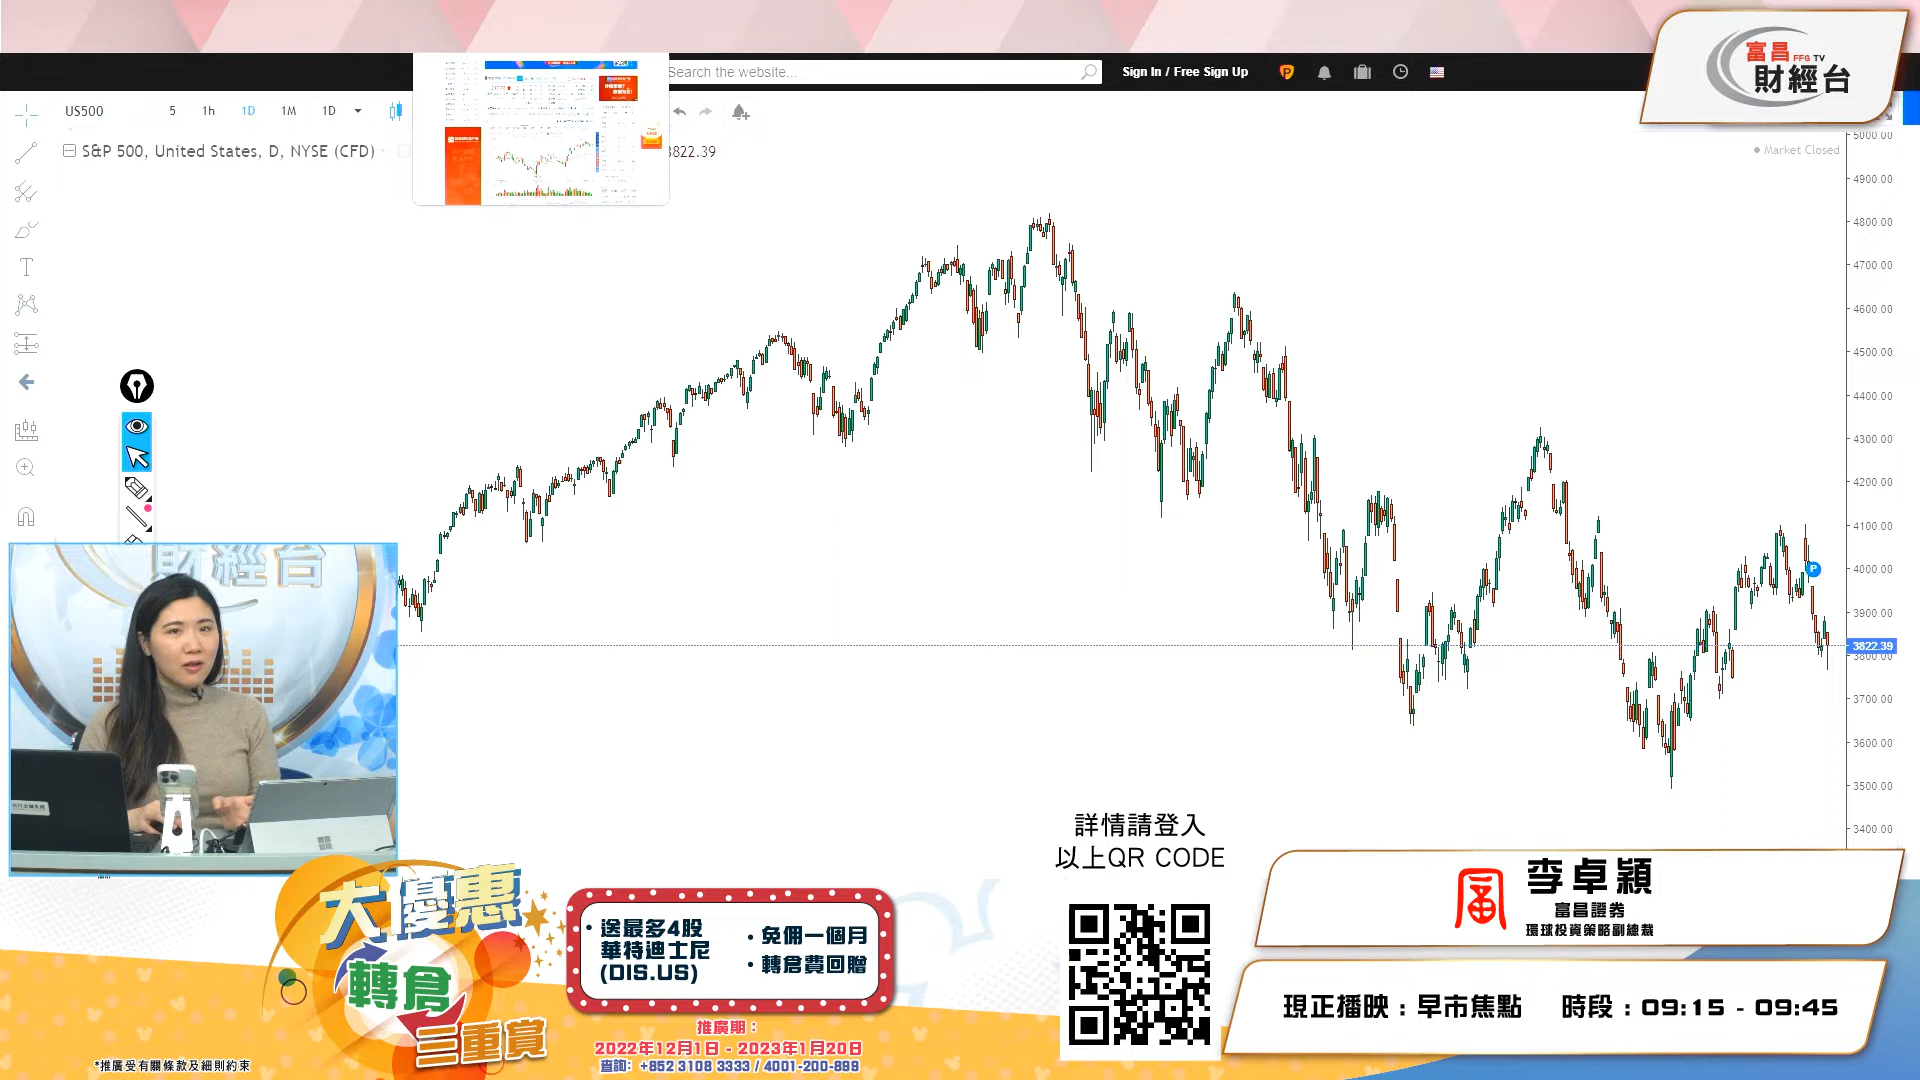 富昌 FFG TV
財經台
Search the website...
Sign In / Free Sign Up
US500
5
1h
1D
1M
1D
S&P 500, United States, D, NYSE (CFD)
3822.39
Market Closed
5000.00
4900.00
4800.00
4700.00
4600.00
4500.00
4400.00
4300.00
4200.00
4100.00
4000.00
3900.00
3822.39
3800.00
3700.00
3600.00
3500.00
3400.00
P
財經台
詳情請登入
以上QR CODE
大優惠
轉倉
三重賞
• 送最多4股
華特迪士尼
(DIS.US)
• 免佣一個月
• 轉倉費回贈
推廣期：
2022年12月1日 - 2023年1月20日
查詢：+852 3108 3333 / 4001-200-899
*推廣受有關條款及細則約束
李卓穎
富昌證券
環球投資策略副總裁
現正播映：早市焦點 時段：09:15 - 09:45